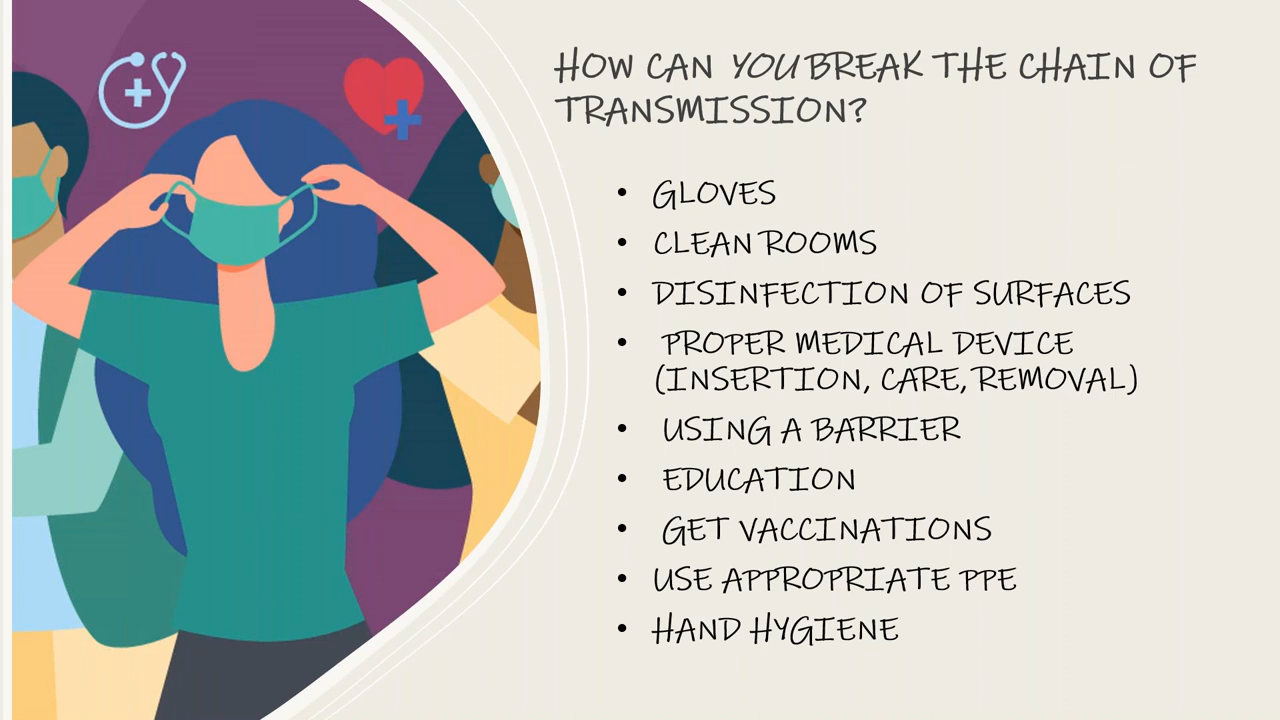 HOW CAN YOU BREAK THE CHAIN OF
TRANSMISSION?
• GLOVES
• CLEAN ROOMS
• DISINFECTION OF SURFACES
• PROPER MEDICAL DEVICE
(INSERTION, CARE, REMOVAL)
• USING A BARRIER
• EDUCATION
• GET VACCINATIONS
• USE APPROPRIATE PPE
• HAND HYGIENE